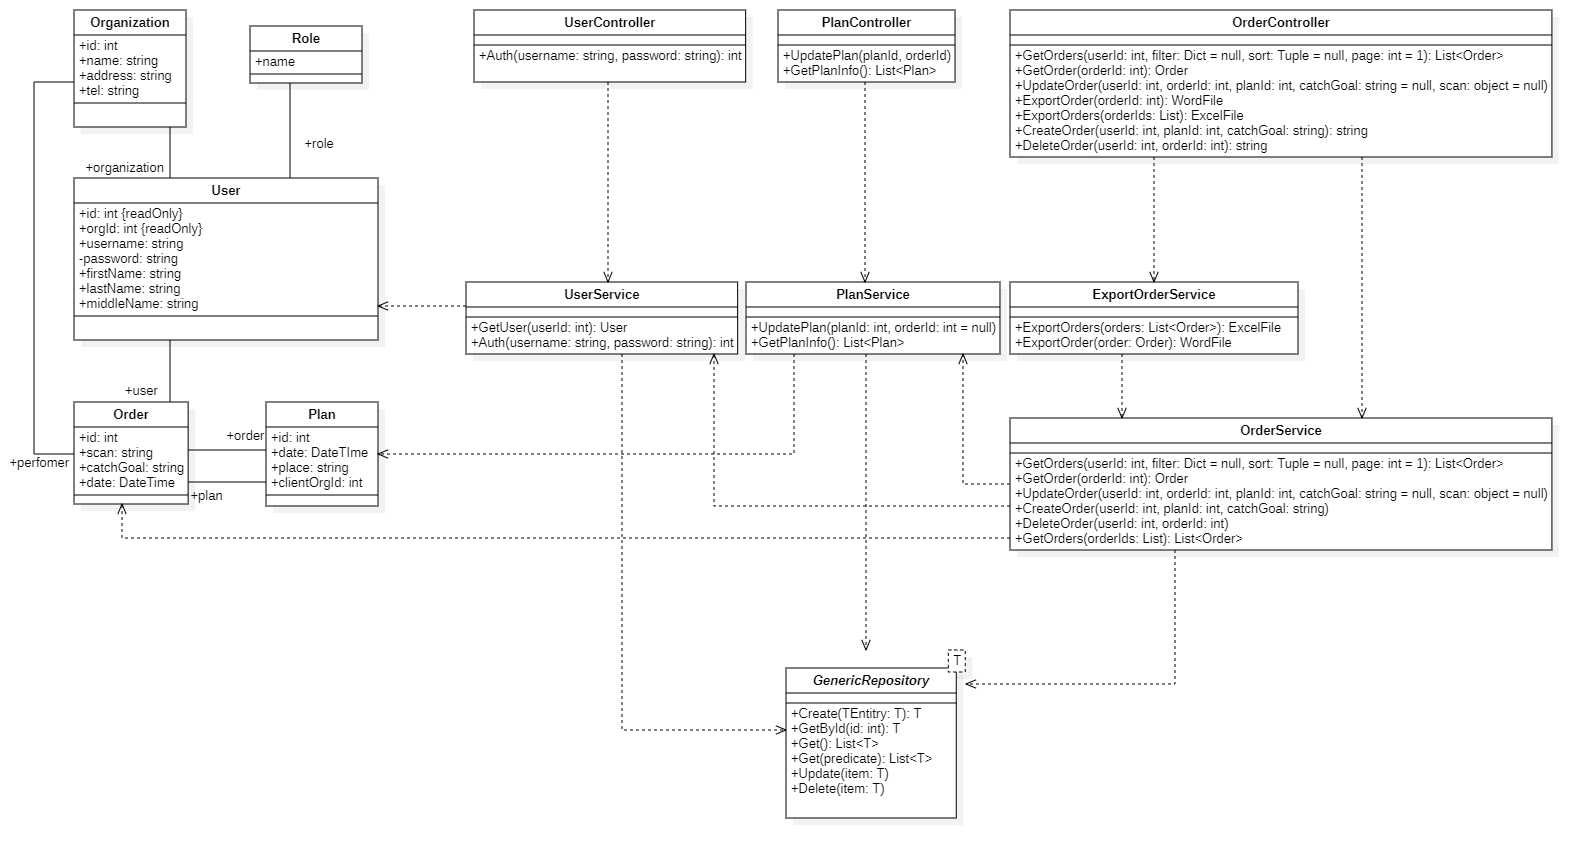 Organization
+id: int
+name: string
+address: string
+tel: string
Role
+name
UserController
+Auth(username: string, password: string): int
PlanController
+UpdatePlan(planId, orderId)
+GetPlanInfo(): List<Plan>
OrderController
+GetOrders(userId: int, filter: Dict = null, sort: Tuple = null, page: int = 1): List<Order>
+GetOrder(orderId: int): Order
+UpdateOrder(userId: int, orderId: int, planId: int, catchGoal: string = null, scan: object = null)
+ExportOrder(orderId: int): WordFile
+ExportOrders(orderIds: List): ExcelFile
+CreateOrder(userId: int, planId: int, catchGoal: string): string
+DeleteOrder(userId: int, orderId: int): string
+role
+organization
User
+id: int {readOnly}
+orgId: int {readOnly}
+username: string
-password: string
+firstName: string
+lastName: string
+middleName: string
UserService
+GetUser(userId: int): User
+Auth(username: string, password: string): int
PlanService
+UpdatePlan(planId: int, orderId: int = null)
+GetPlanInfo(): List<Plan>
ExportOrderService
+ExportOrders(orders: List<Order>): ExcelFile
+ExportOrder(order: Order): WordFile
+user
Order
+id: int
+scan: string
+catchGoal: string
+date: DateTime
+order
+plan
+perfomer
Plan
+id: int
+date: DateTIme
+place: string
+clientOrgId: int
OrderService
+GetOrders(userId: int, filter: Dict = null, sort: Tuple = null, page: int = 1): List<Order>
+GetOrder(orderId: int): Order
+UpdateOrder(userId: int, orderId: int, planId: int, catchGoal: string = null, scan: object = null)
+CreateOrder(userId: int, planId: int, catchGoal: string)
+DeleteOrder(userId: int, orderId: int)
+GetOrders(orderIds: List): List<Order>
T
GenericRepository
+Create(TEntitry: T): T
+GetById(id: int): T
+Get(): List<T>
+Get(predicate): List<T>
+Update(item: T)
+Delete(item: T)